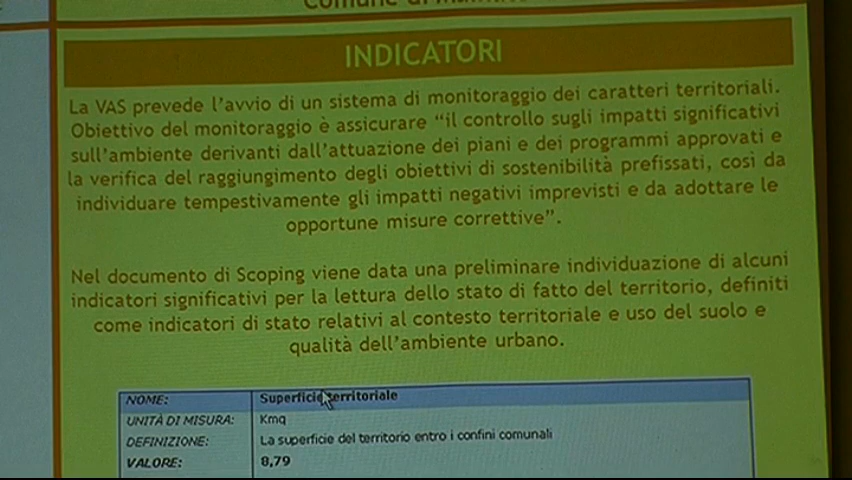 Comune di
INDICATORI
La VAS prevede l'avvio di un sistema di monitoraggio dei caratteri territoriali.
Obiettivo del monitoraggio è assicurare “il controllo sugli impatti significativi
sull'ambiente derivanti dall'attuazione dei piani e dei programmi approvati e
la verifica del raggiungimento degli obiettivi di sostenibilità prefissati, così da
individuare tempestivamente gli impatti negativi imprevisti e da adottare le
opportune misure correttive”.
Nel documento di Scoping viene data una preliminare individuazione di alcuni
indicatori significativi per la lettura dello stato di fatto del territorio, definiti
come indicatori di stato relativi al contesto territoriale e uso del suolo e
qualità dell'ambiente urbano.
NOME: Superficie territoriale
UNITÀ DI MISURA: Kmq
DEFINIZIONE: La superficie del territorio entro i confini comunali
VALORE: 8,79